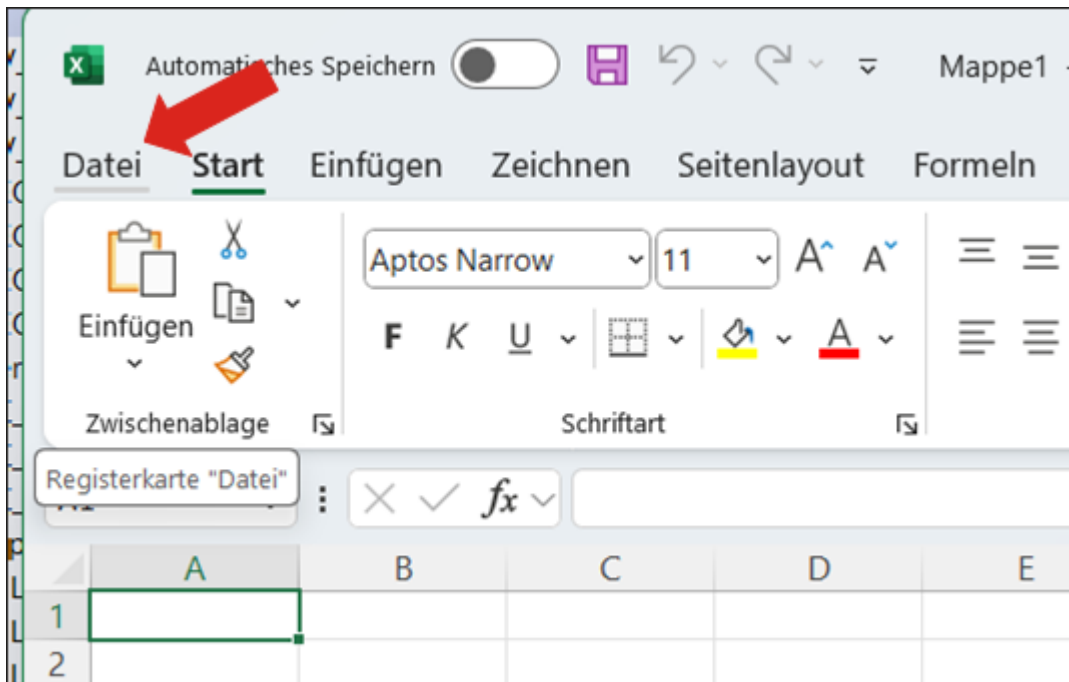 Automatisches Speichern
Mappe1
Datei Start Einfügen Zeichnen Seitenlayout Formeln
Aptos Narrow 11 A A
Einfügen
F K U A
Zwischenablage Schriftart
Registerkarte "Datei"
fx
A B C D E
1
2